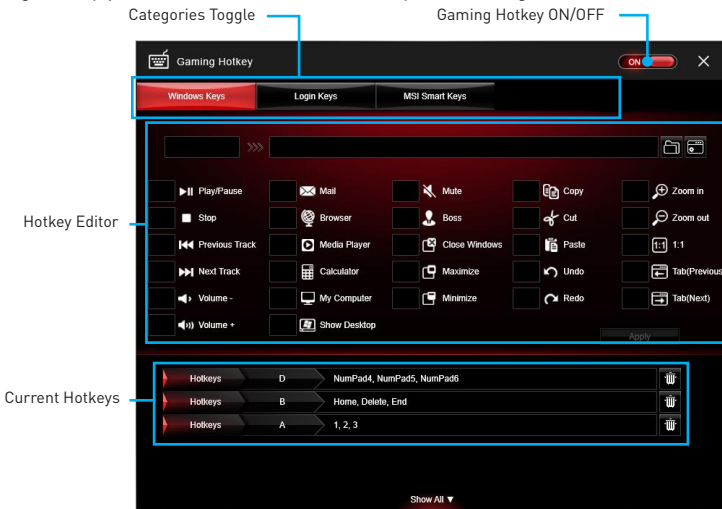 Categories Toggle
Gaming Hotkey ON/OFF
Gaming Hotkey
ON
Windows Keys
Login Keys
MSI Smart Keys
Hotkey Editor
Play/Pause
Mail
Mute
Copy
Zoom in
Stop
Browser
Boss
Cut
Zoom out
Previous Track
Media Player
Close Windows
Paste
1:1 1:1
Next Track
Calculator
Maximize
Undo
Tab(Previous
Volume -
My Computer
Minimize
Redo
Tab(Next)
Volume +
Show Desktop
Apply
Current Hotkeys
Hotkeys D NumPad4, NumPad5, NumPad6
Hotkeys B Home, Delete, End
Hotkeys A 1, 2, 3
Show All ▼